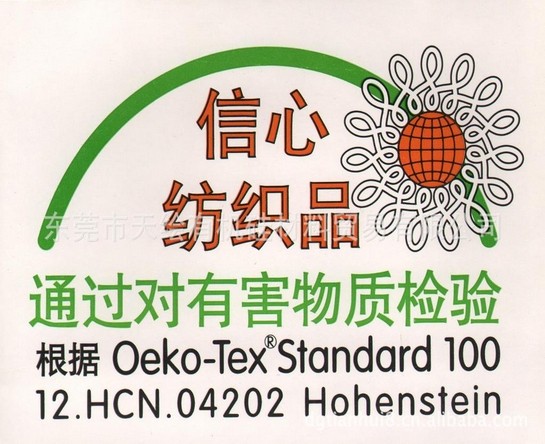 信心
纺织品
通过对有害物质检验
根据 Oeko-Tex® Standard 100
12.HCN.04202 Hohenstein